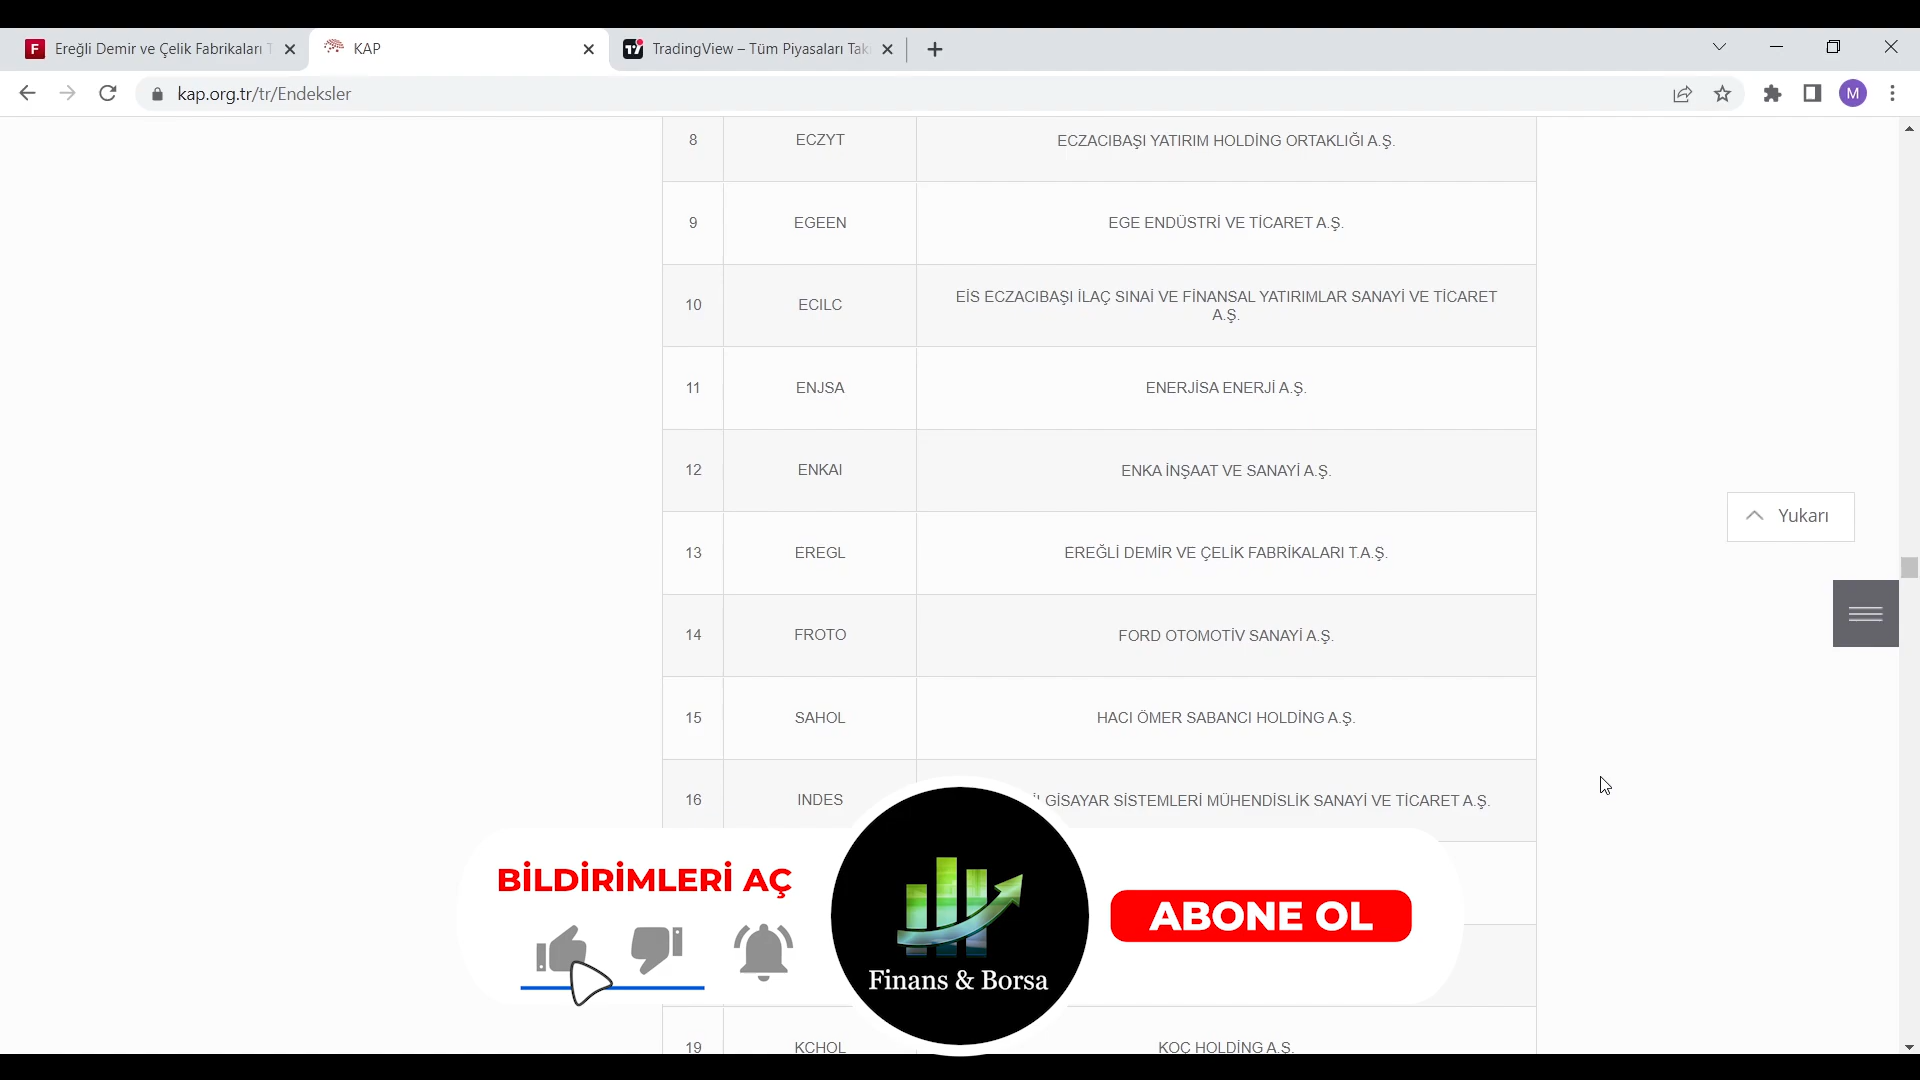 Ereğli Demir ve Çelik Fabrikaları T
KAP
TradingView – Tüm Piyasaları Tak
kap.org.tr/tr/Endeksler
M
8 ECZYT ECZACIBAŞI YATIRIM HOLDİNG ORTAKLIĞI A.Ş.
9 EGEEN EGE ENDÜSTRİ VE TİCARET A.Ş.
10 ECILC EİS ECZACIBAŞI İLAÇ SINAİ VE FİNANSAL YATIRIMLAR SANAYİ VE TİCARET
A.Ş.
11 ENJSA ENERJİSA ENERJİ A.Ş.
12 ENKAI ENKA İNŞAAT VE SANAYİ A.Ş.
13 EREGL EREĞLİ DEMİR VE ÇELİK FABRİKALARI T.A.Ş.
14 FROTO FORD OTOMOTİV SANAYİ A.Ş.
15 SAHOL HACI ÖMER SABANCI HOLDİNG A.Ş.
16 INDES LGİSAYAR SİSTEMLERİ MÜHENDİSLİK SANAYİ VE TİCARET A.Ş.
19 KCHOL KOÇ HOLDİNG A.Ş.
Yukarı
BİLDİRİMLERİ AÇ
Finans & Borsa
ABONE OL